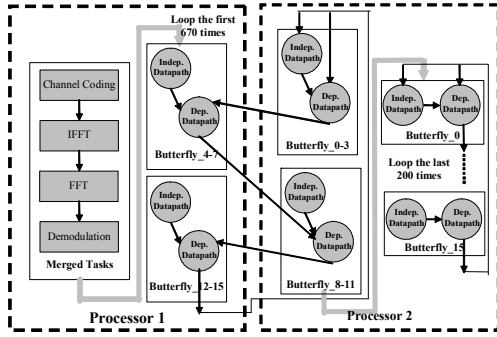 Loop the first
670 times
Channel Coding
IFFT
FFT
Demodulation
Merged Tasks
Indep.
Datapath
Dep.
Datapath
Butterfly_4-7
Indep.
Datapath
Dep.
Datapath
Butterfly_12-15
Processor 1
Indep.
Datapath
Dep.
Datapath
Butterfly_0-3
Indep.
Datapath
Dep.
Datapath
Butterfly_8-11
Indep.
Datapath
Dep.
Datapath
Butterfly_0
Loop the last
200 times
Indep.
Datapath
Dep.
Datapath
Butterfly_15
Processor 2